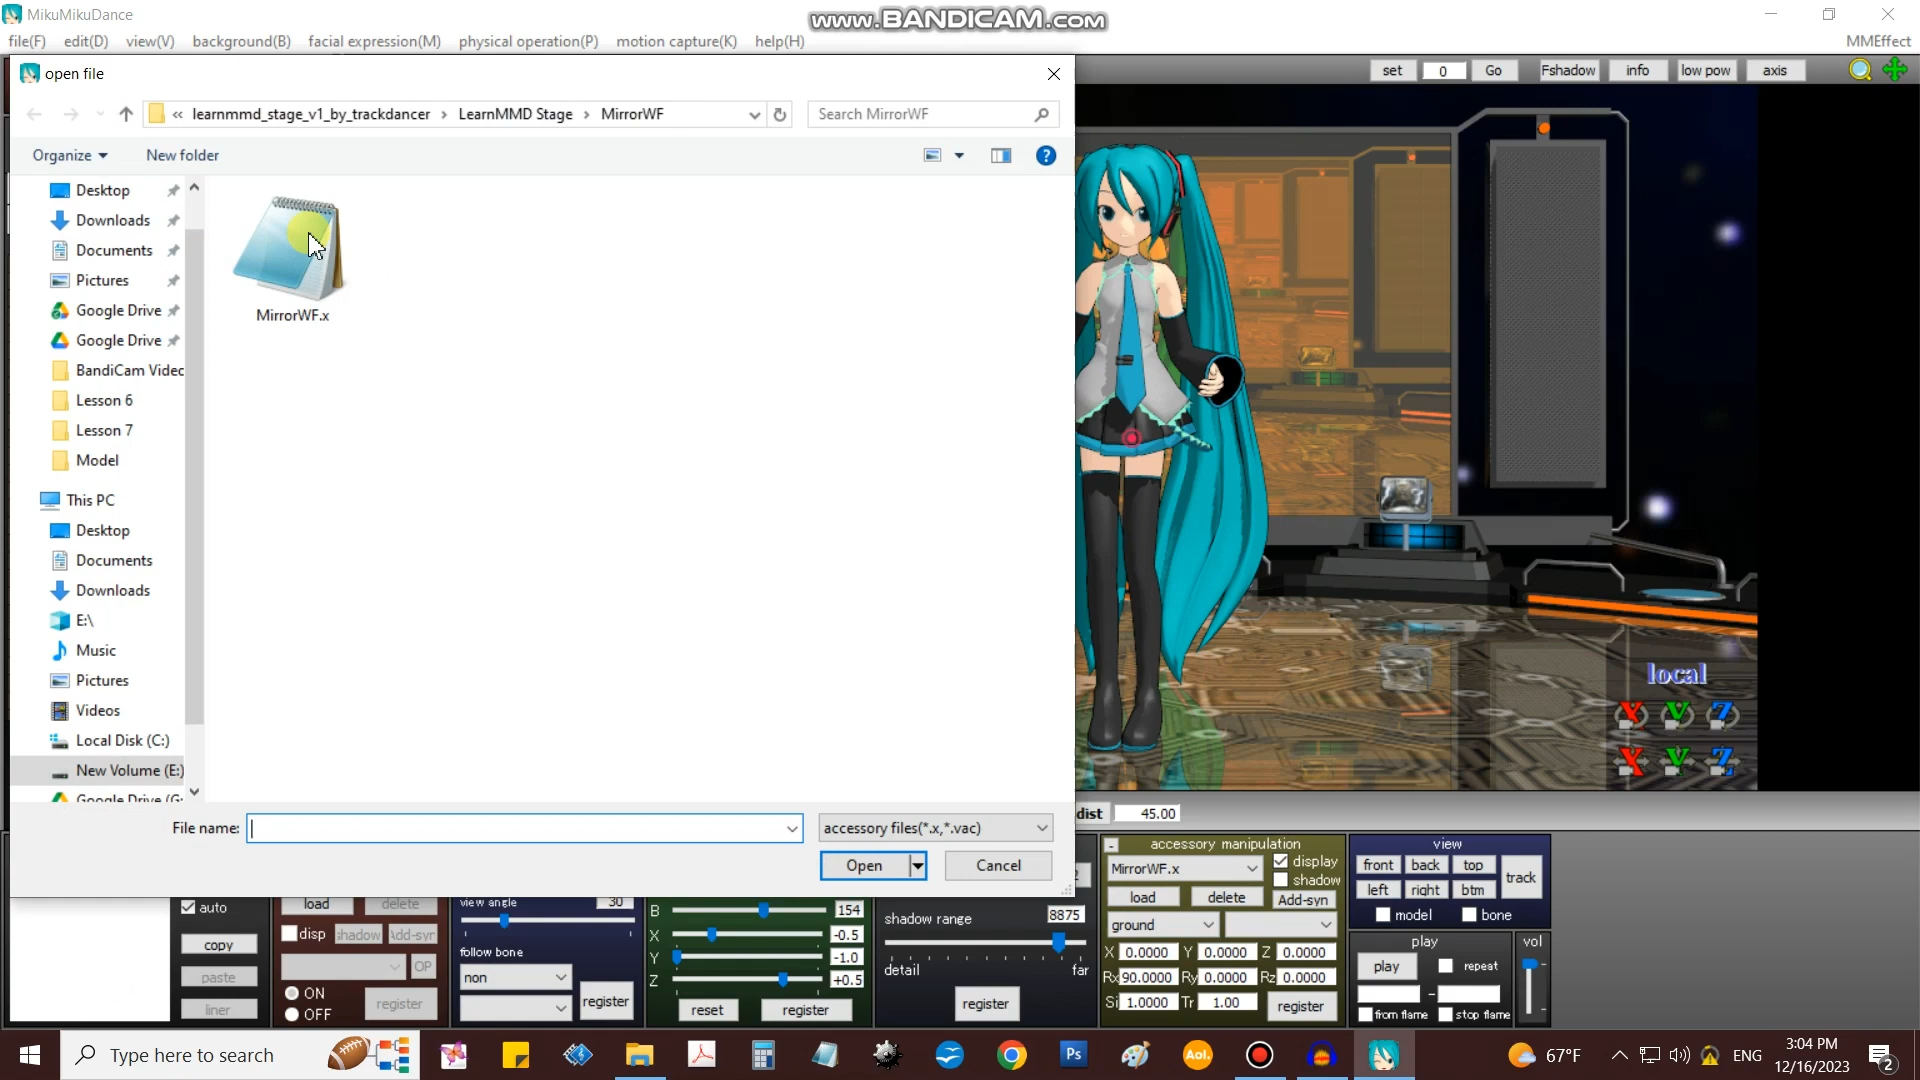 MikuMikuDance
www.BANDICAM.com
file(F) edit(D) view(V) background(B) facial expression(M) physical operation(P) motion capture(K) help(H)
MMEffect
open file
set 0 Go Fshadow info low pow axis
« learnmmd_stage_v1_by_trackdancer › LearnMMD Stage › MirrorWF
Search MirrorWF
Organize New folder
Desktop
Downloads
Documents
Pictures
Google Drive
Google Drive
BandiCam Videc
Lesson 6
Lesson 7
Model
This PC
Desktop
Documents
Downloads
E:\
Music
Pictures
Videos
Local Disk (C:)
New Volume (E:)
Google Drive (G:
MirrorWF.x
File name:
accessory files(*.x,*.vac)
Open Cancel
local
X Y Z
X Y Z
dist 45.00
auto
copy
paste
liner
load delete
disp shadow Add-syn
OP
ON
OFF
register
view angle 30
follow bone
non
register
B 154
X -0.5
Y -1.0
Z +0.5
reset register
shadow range 8875
detail far
register
- accessory manipulation
MirrorWF.x display
shadow
load delete Add-syn
ground
X 0.0000 Y 0.0000 Z 0.0000
Rx 90.0000 Ry 0.0000 Rz 0.0000
Si 1.0000 Tr 1.00 register
view
front back top
left right btm
track
model bone
play
play repeat
-
from flame stop flame
vol
Type here to search
Ps
Aol.
67°F
ENG
3:04 PM
12/16/2023
2